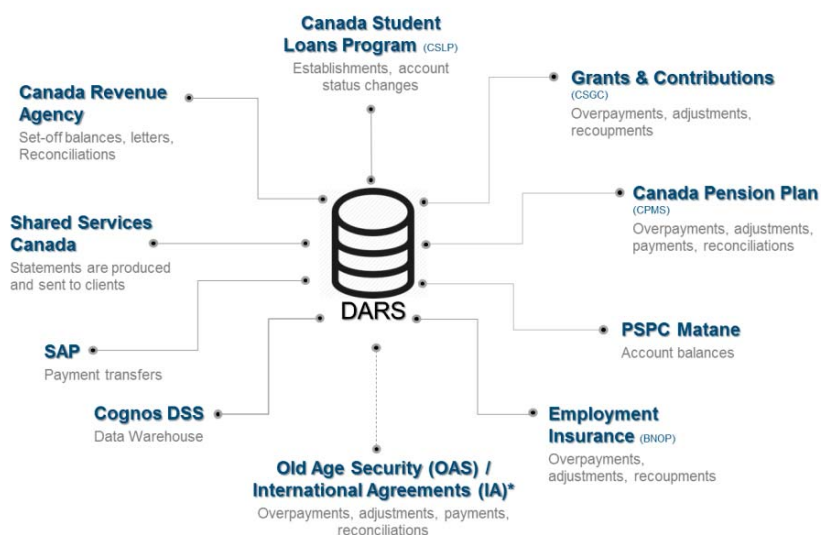 Canada Student
Loans Program (CSLP)
Establishments, account
status changes
Canada Revenue
Agency
Set-off balances, letters,
Reconciliations
Grants & Contributions
(CSGC)
Overpayments, adjustments,
recoupments
Shared Services
Canada
Statements are produced
and sent to clients
Canada Pension Plan
(CPMS)
Overpayments, adjustments,
payments, reconciliations
DARS
SAP
Payment transfers
PSPC Matane
Account balances
Cognos DSS
Data Warehouse
Employment
Insurance (BNOP)
Overpayments,
adjustments, recoupments
Old Age Security (OAS) /
International Agreements (IA)*
Overpayments, adjustments, payments,
reconciliations